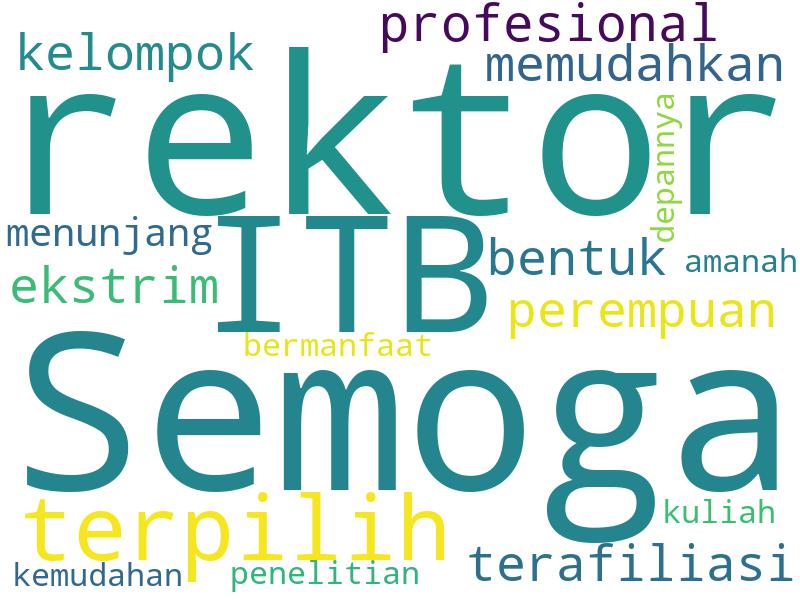 profesional
kelompok
memudahkan
rektor
depannya
menunjang
ITB
bentuk
amanah
ekstrim
perempuan
bermanfaat
Semoga
terpilih
kuliah
terafiliasi
kemudahan
penelitian